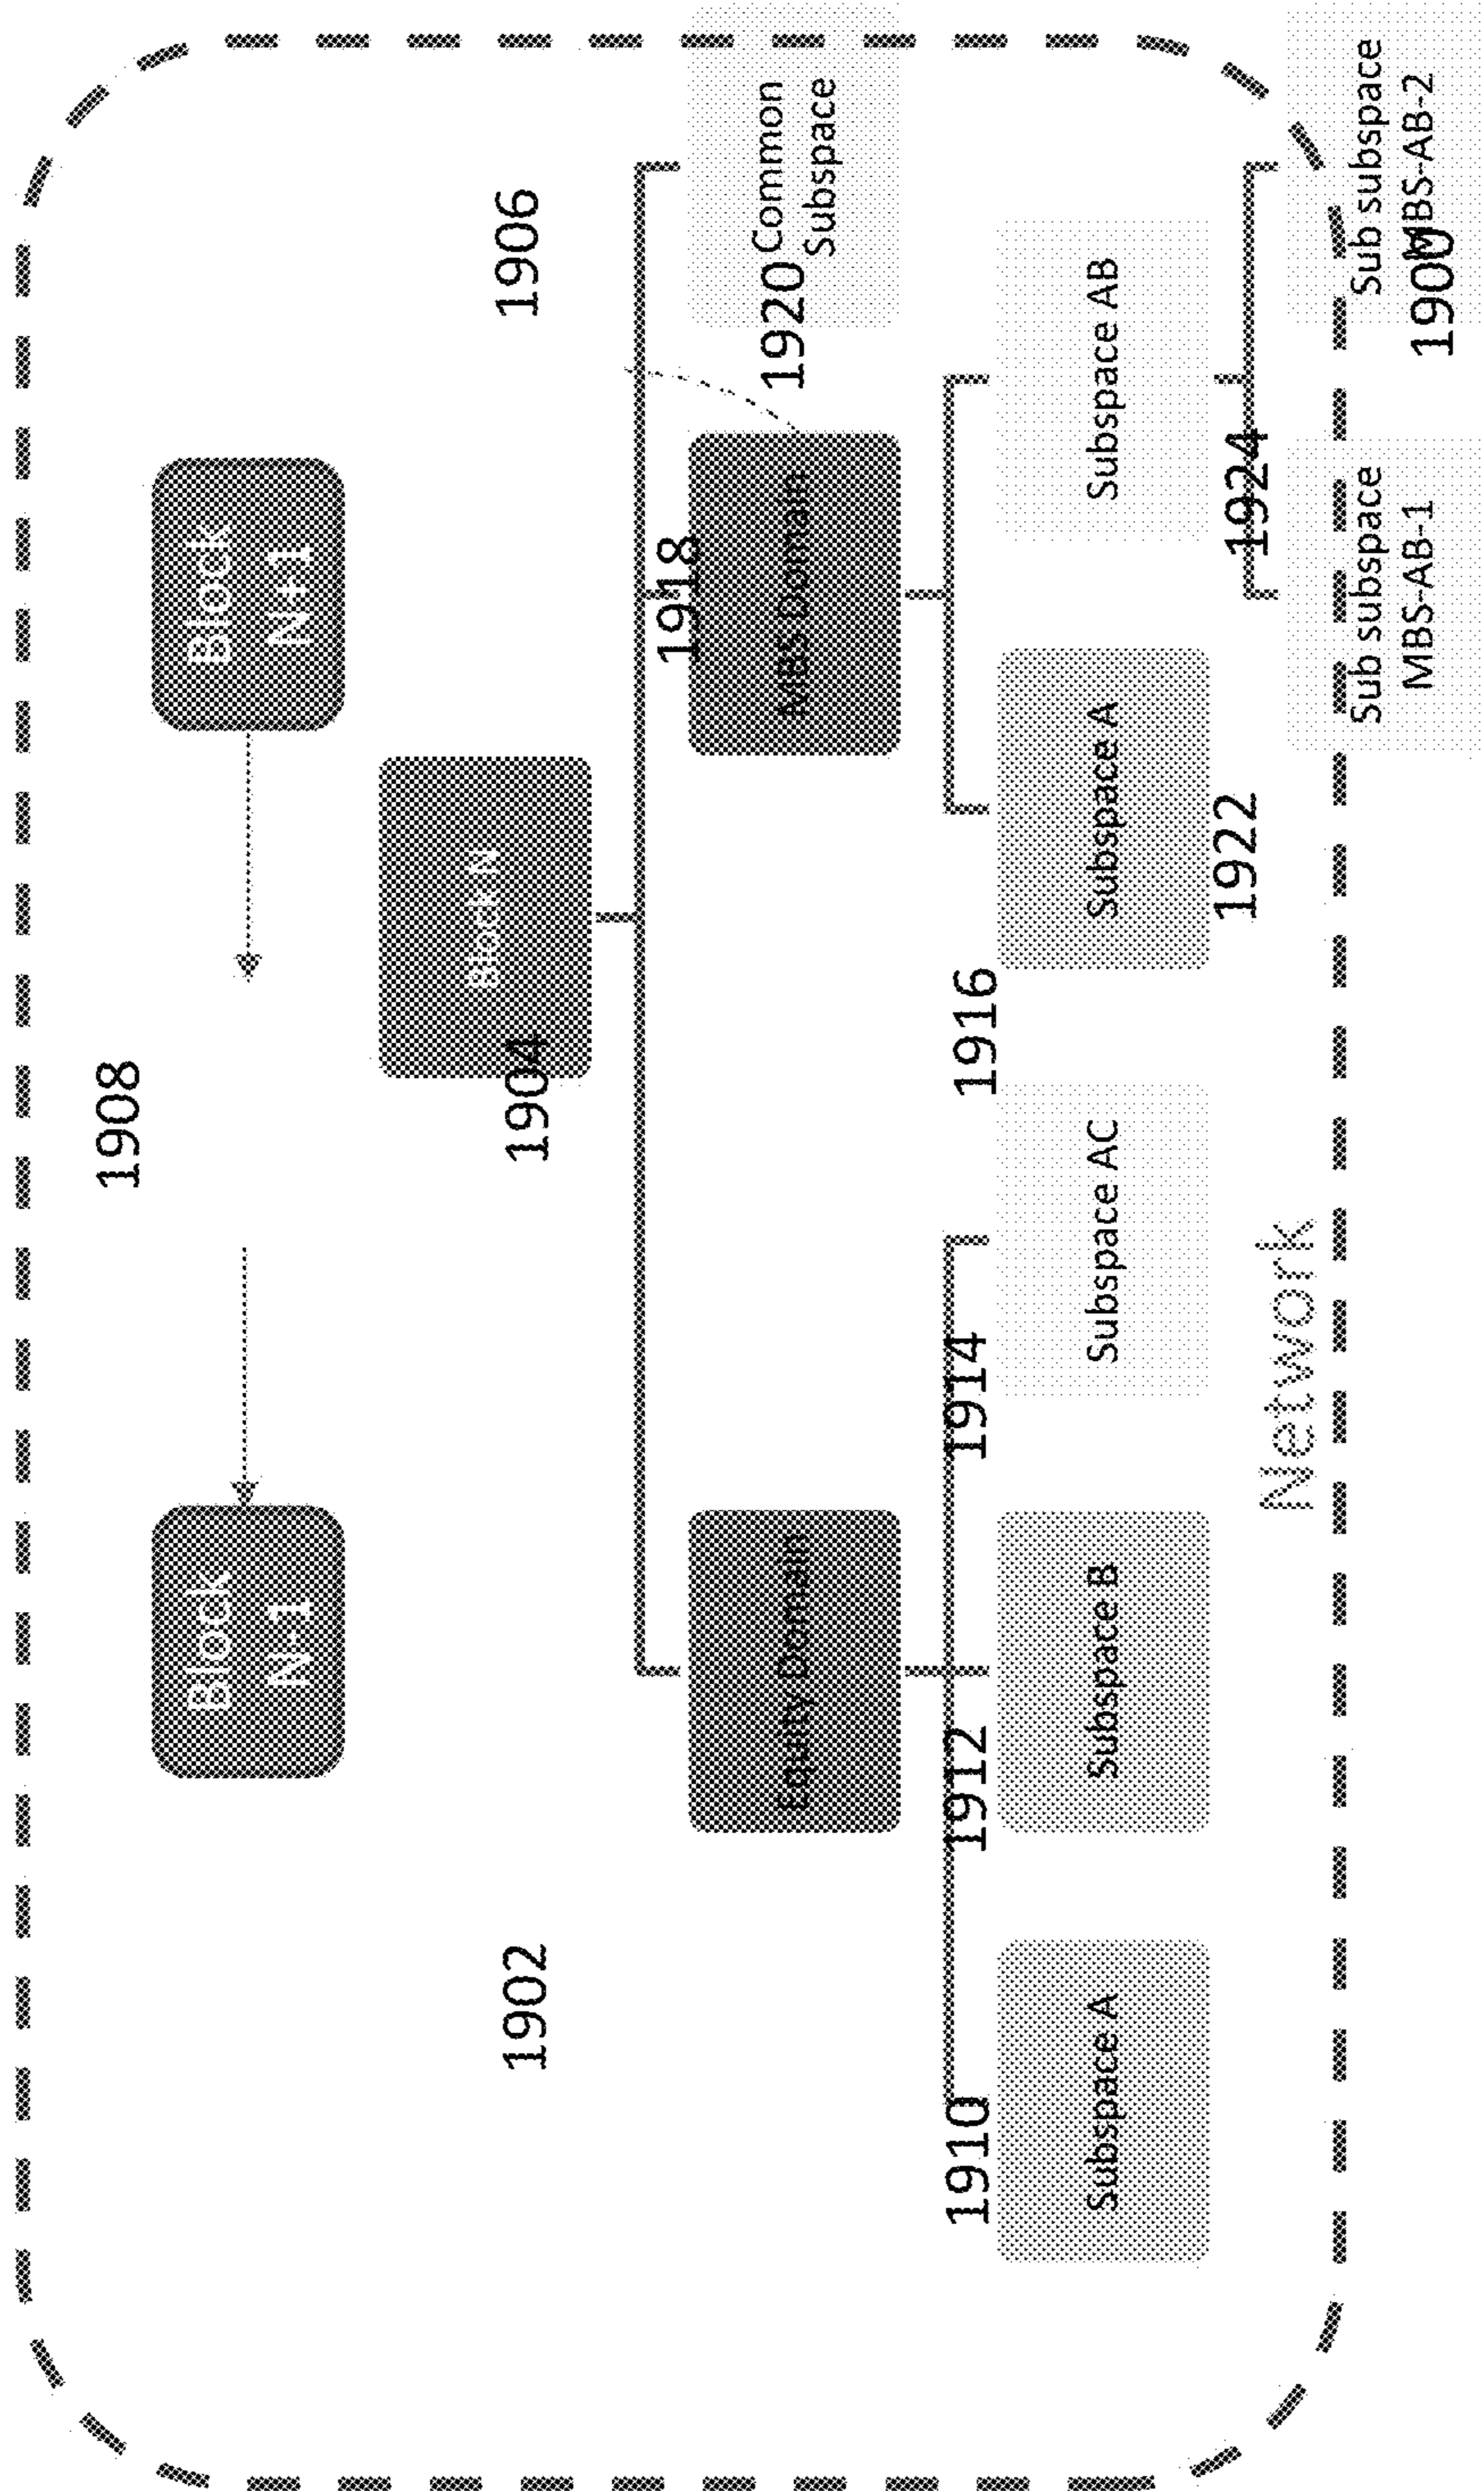 1908
Block
N-1
Block
N+1
Block N
1902
1904
1906
1918
Equity Domain
MBS Domain
1920
Common
Subspace
1910
1912
1914
1916
Subspace A
Subspace B
Subspace AC
Subspace A
Subspace AB
1922
1924
Network
Sub subspace
MBS-AB-1
Sub subspace
MBS-AB-2
1900